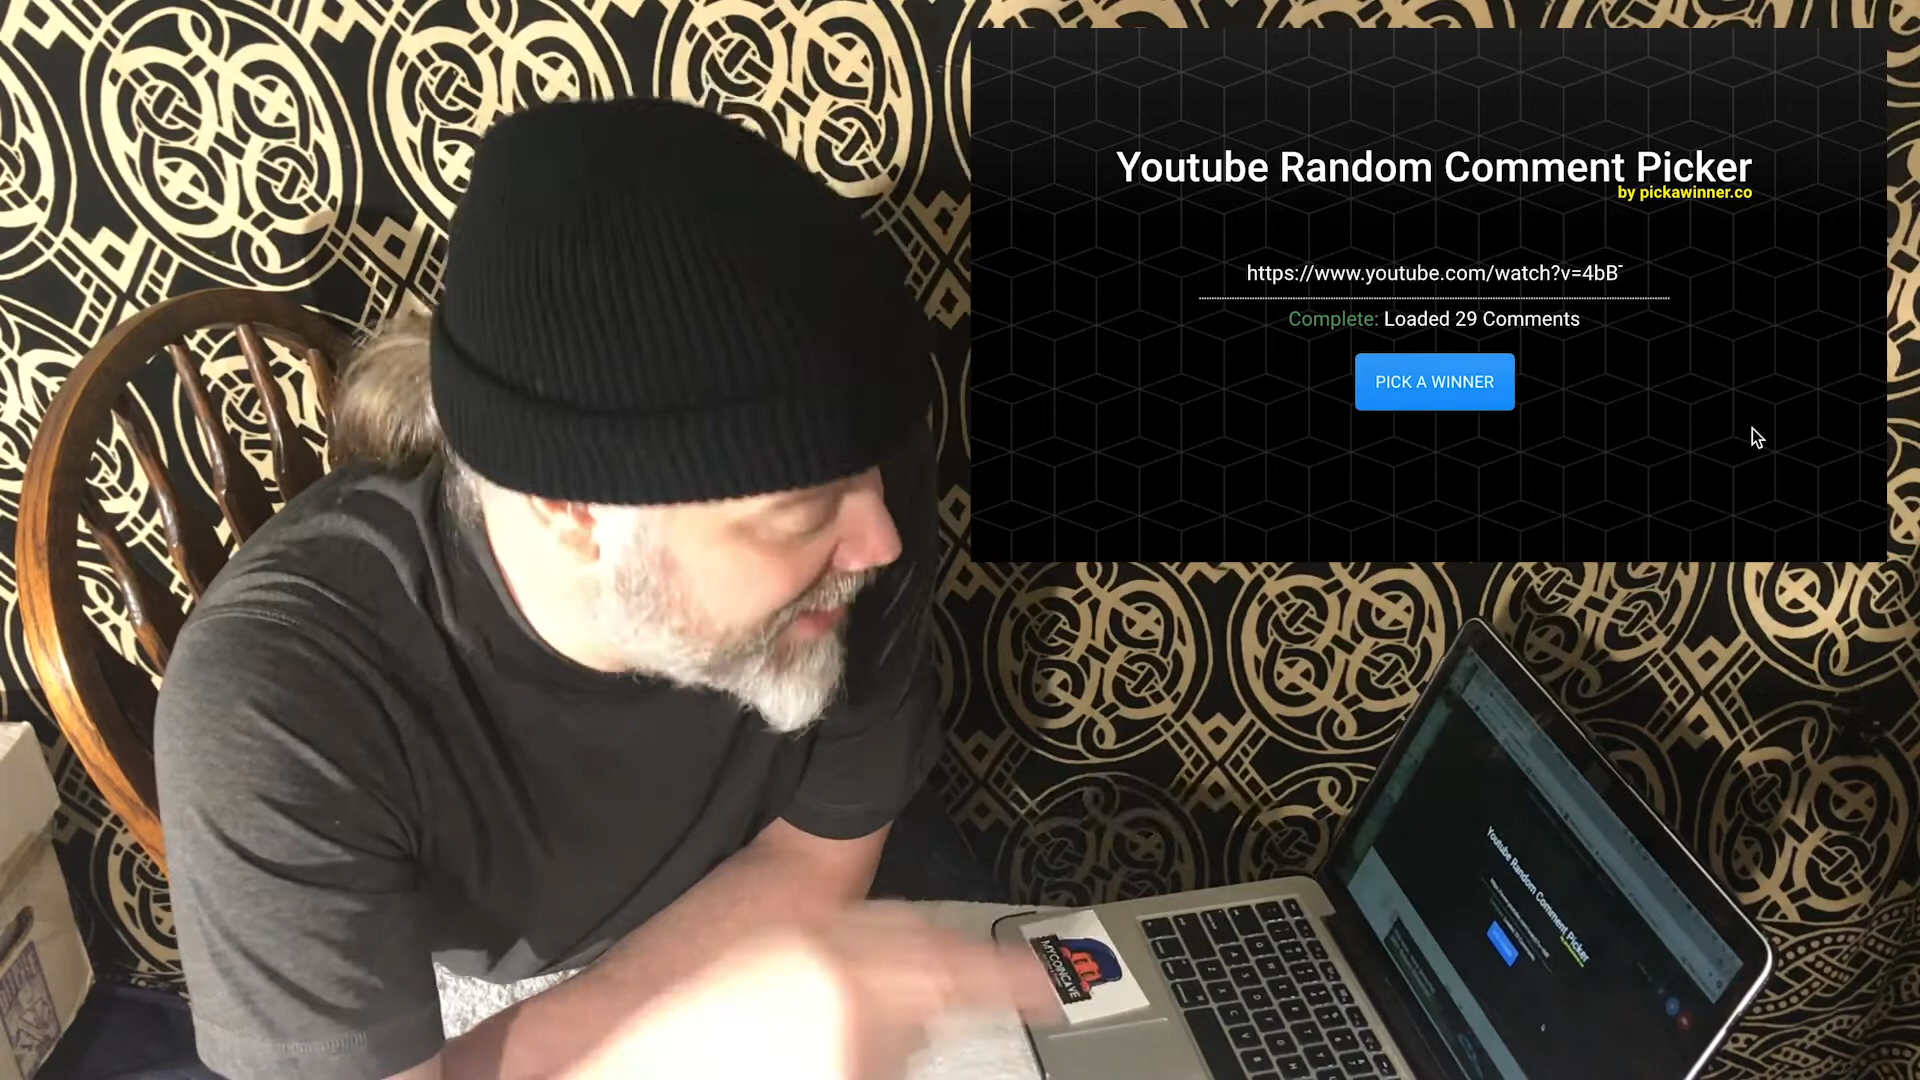 Youtube Random Comment Picker
by pickawinner.co
https://www.youtube.com/watch?v=4bB
Complete: Loaded 29 Comments
PICK A WINNER
MYCOINCAVE
Youtube Random Comment Picker